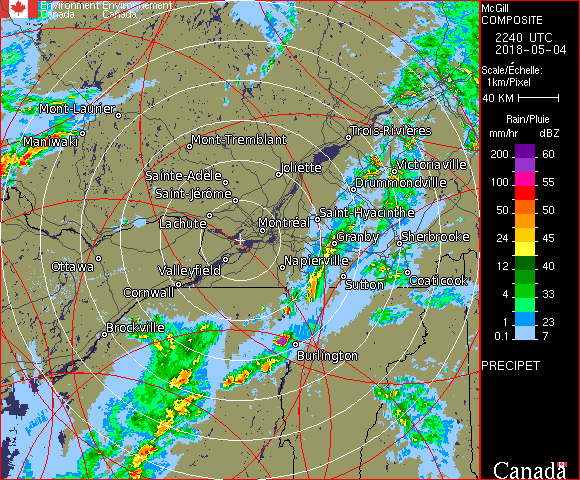 Environment Environnement
Canada Canada
Mont-Laurier
Maniwaki
Mont-Tremblant
Trois-Rivières
Sainte-Adèle
Joliette
Victoriaville
Saint-Jérôme
Drummondville
Lachute
Montréal
Saint-Hyacinthe
Granby
Sherbrooke
Ottawa
Valleyfield
Napierville
Cornwall
Sutton
Coaticook
Brockville
Burlington
McGill
COMPOSITE
2240 UTC
2018-05-04
Scale/Échelle:
1km/Pixel
40 KM
Rain/Pluie
mm/hr dBZ
200 60
100 55
50 50
24 45
12 40
4 33
2 30
1 23
0.1 7
PRECIPET
Canada